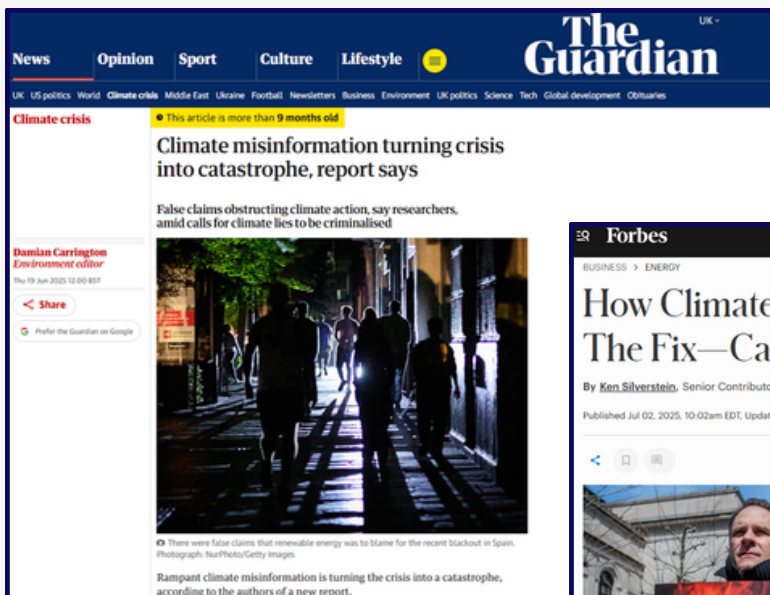 The
Guardian
UK
News Opinion Sport Culture Lifestyle
UK US politics World Climate crisis Middle East Ukraine Football Newsletters Business Environment UK politics Science Tech Global development Obituaries
Climate crisis
This article is more than 9 months old
Climate misinformation turning crisis
into catastrophe, report says
False claims obstructing climate action, say researchers,
amid calls for climate lies to be criminalised
Damian Carrington
Environment editor
Thu 19 Jun 2025 12.00 BST
Share
Prefer the Guardian on Google
There were false claims that renewable energy was to blame for the recent blackout in Spain.
Photograph: NurPhoto/Getty Images
Rampant climate misinformation is turning the crisis into a catastrophe,
according to the authors of a new report.
Forbes
BUSINESS > ENERGY
How Climate
The Fix—Ca
By Ken Silverstein, Senior Contributo
Published Jul 02, 2025, 10:02am EDT, Updat